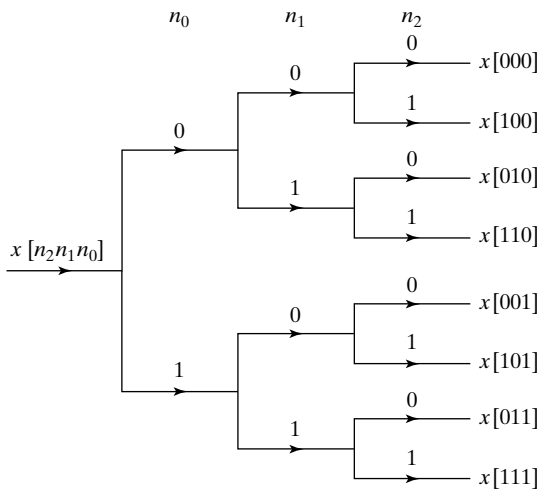 n₀ n₁ n₂
0 x[000]
0
1 x[100]
0
0 x[010]
1
1 x[110]
x [n₂n₁n₀]
0 x[001]
0
1 x[101]
1
0 x[011]
1
1 x[111]